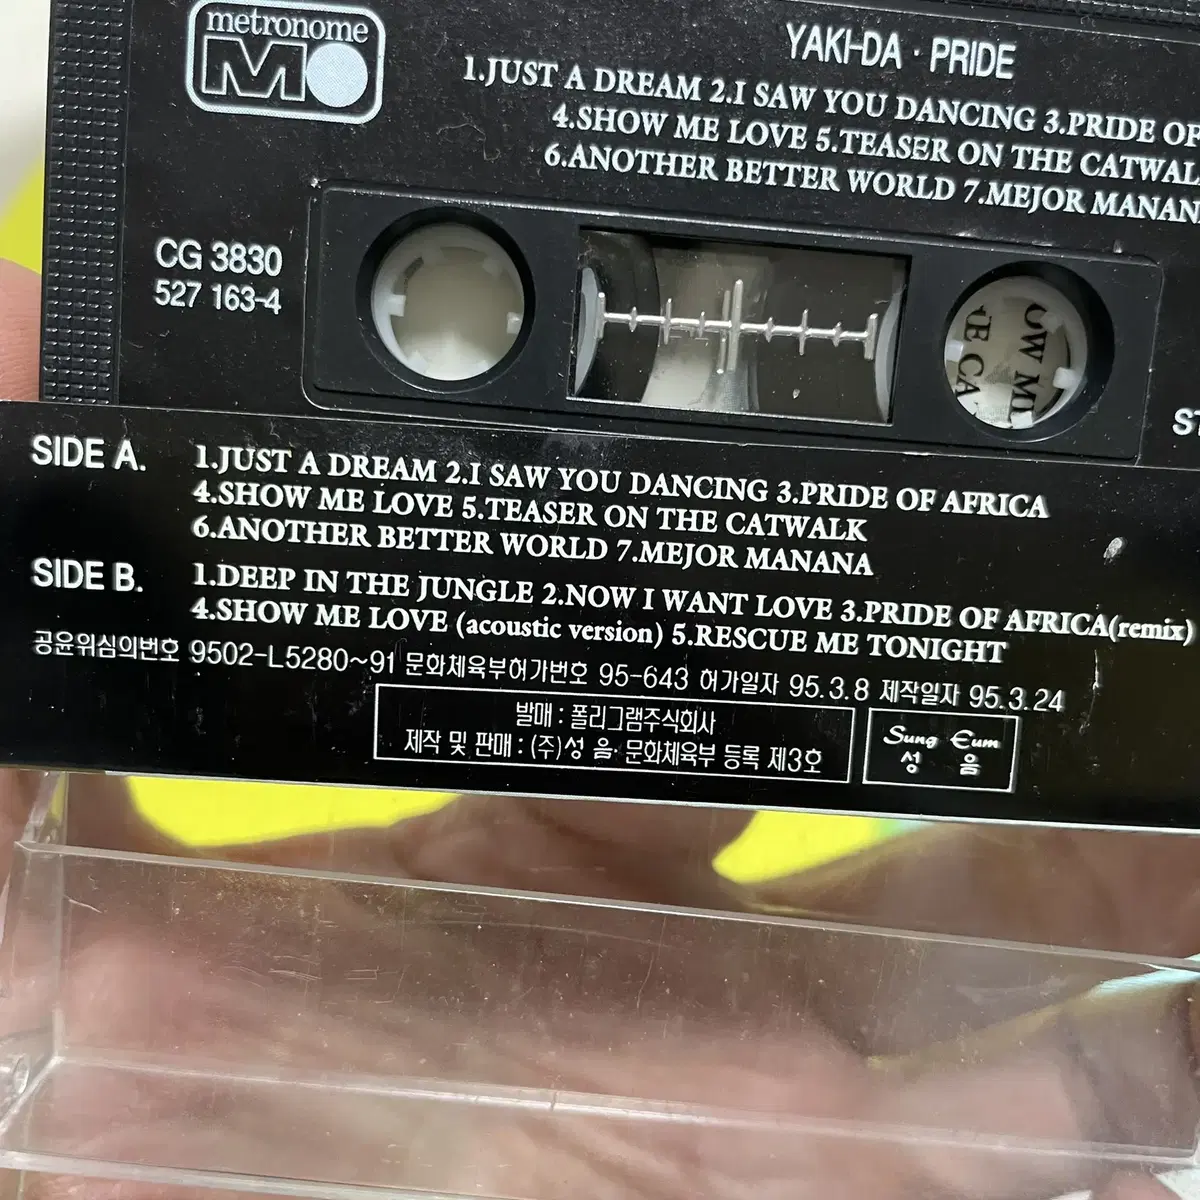 metronome
YAKI-DA · PRIDE
1.JUST A DREAM 2.I SAW YOU DANCING 3.PRIDE OF
4.SHOW ME LOVE 5.TEASER ON THE CATWAL
6.ANOTHER BETTER WORLD 7.MEJOR MANAN
CG 3830
527 163-4
OW MI
HE CA
ST
SIDE A. 1.JUST A DREAM 2.I SAW YOU DANCING 3.PRIDE OF AFRICA
4.SHOW ME LOVE 5.TEASER ON THE CATWALK
6.ANOTHER BETTER WORLD 7.MEJOR MANANA
SIDE B. 1.DEEP IN THE JUNGLE 2.NOW I WANT LOVE 3.PRIDE OF AFRICA(remix)
4.SHOW ME LOVE (acoustic version) 5.RESCUE ME TONIGHT
공윤위심의번호 9502-L5280~91 문화체육부허가번호 95-643 허가일자 95.3.8 제작일자 95.3.24
발매 : 폴리그램주식회사
제작 및 판매 : (주)성 음· 문화체육부 등록 제3호
Sung Eum
성 음